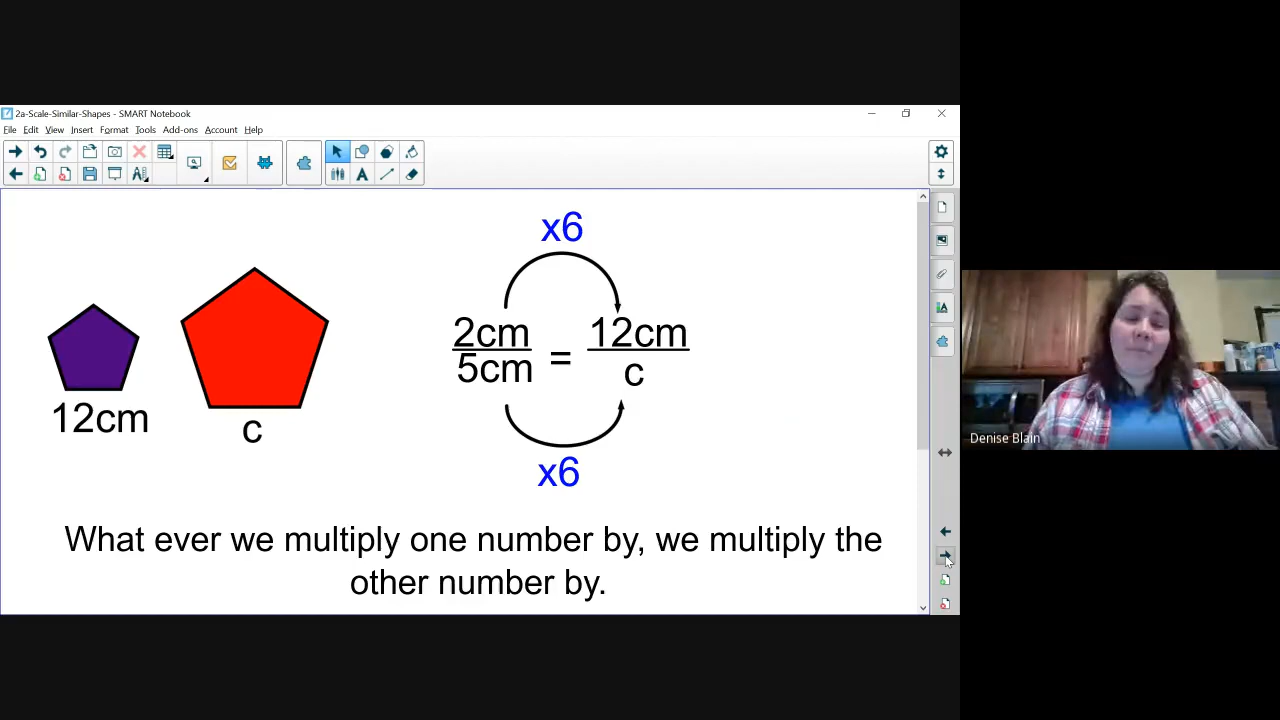 2a-Scale-Similar-Shapes - SMART Notebook
File Edit View Insert Format Tools Add-ons Account Help
x6
2cm
5cm
=
12cm
c
12cm
c
x6
What ever we multiply one number by, we multiply the
other number by.
Denise Blain